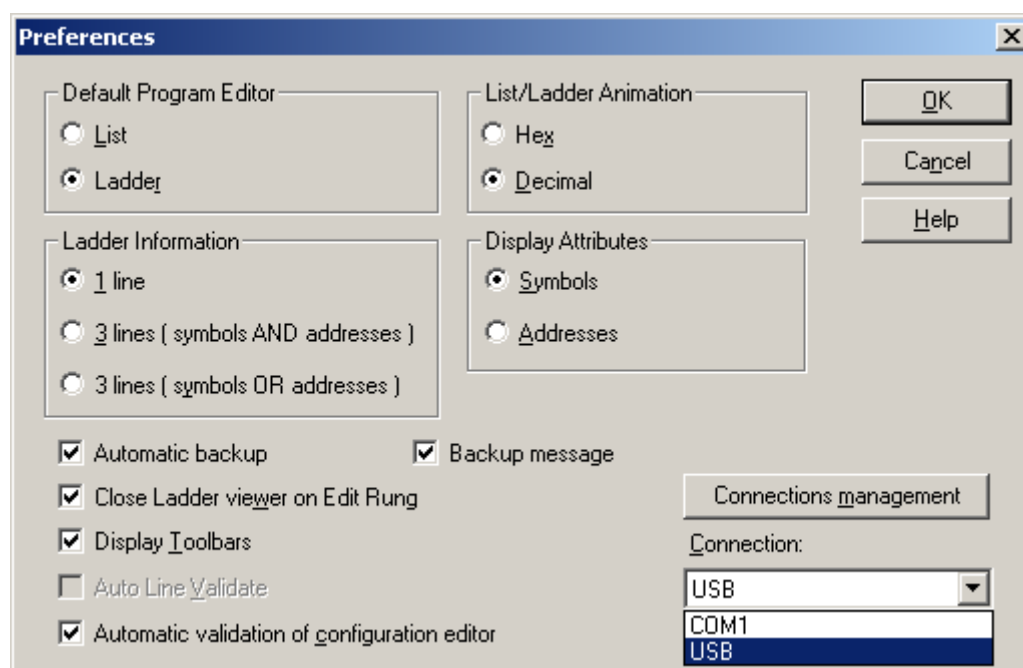 Preferences
Default Program Editor
List
Ladder
List/Ladder Animation
Hex
Decimal
OK
Cancel
Help
Ladder Information
1 line
3 lines ( symbols AND addresses )
3 lines ( symbols OR addresses )
Display Attributes
Symbols
Addresses
Automatic backup
Backup message
Close Ladder viewer on Edit Rung
Display Toolbars
Auto Line Validate
Automatic validation of configuration editor
Connections management
Connection:
USB
COM1
USB